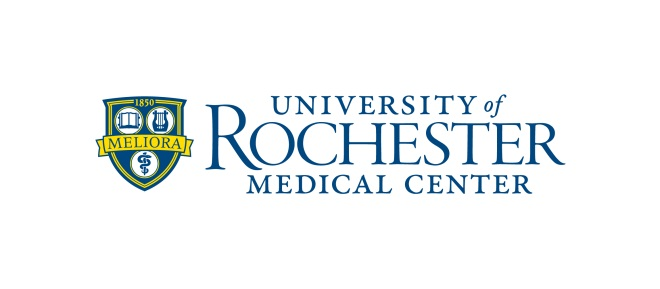 1850
MELIORA
UNIVERSITY of
ROCHESTER
MEDICAL CENTER